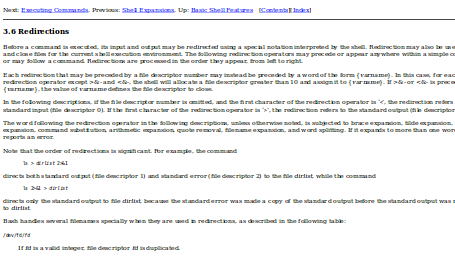 Next: Executing Commands, Previous: Shell Expansions, Up: Basic Shell Features [Contents][Index]
3.6 Redirections
Before a command is executed, its input and output may be redirected using a special notation interpreted by the shell. Redirection may also be use
and close files for the current shell execution environment. The following redirection operators may precede or appear anywhere within a simple co
or may follow a command. Redirections are processed in the order they appear, from left to right.
Each redirection that may be preceded by a file descriptor number may instead be preceded by a word of the form {varname}. In this case, for each
redirection operator except >&- and <&-, the shell will allocate a file descriptor greater than 10 and assign it to {varname}. If >&- or <&- is prece
{varname}, the value of varname defines the file descriptor to close.
In the following descriptions, if the file descriptor number is omitted, and the first character of the redirection operator is '<', the redirection refers
standard input (file descriptor 0). If the first character of the redirection operator is '>', the redirection refers to the standard output (file descriptor
The word following the redirection operator in the following descriptions, unless otherwise noted, is subjected to brace expansion, tilde expansion,
expansion, command substitution, arithmetic expansion, quote removal, filename expansion, and word splitting. If it expands to more than one wor
reports an error.
Note that the order of redirections is significant. For example, the command
ls > dirlist 2>&1
directs both standard output (file descriptor 1) and standard error (file descriptor 2) to the file dirlist, while the command
ls 2>&1 > dirlist
directs only the standard output to file dirlist, because the standard error was made a copy of the standard output before the standard output was r
to dirlist.
Bash handles several filenames specially when they are used in redirections, as described in the following table:
/dev/fd/fd
If fd is a valid integer, file descriptor fd is duplicated.